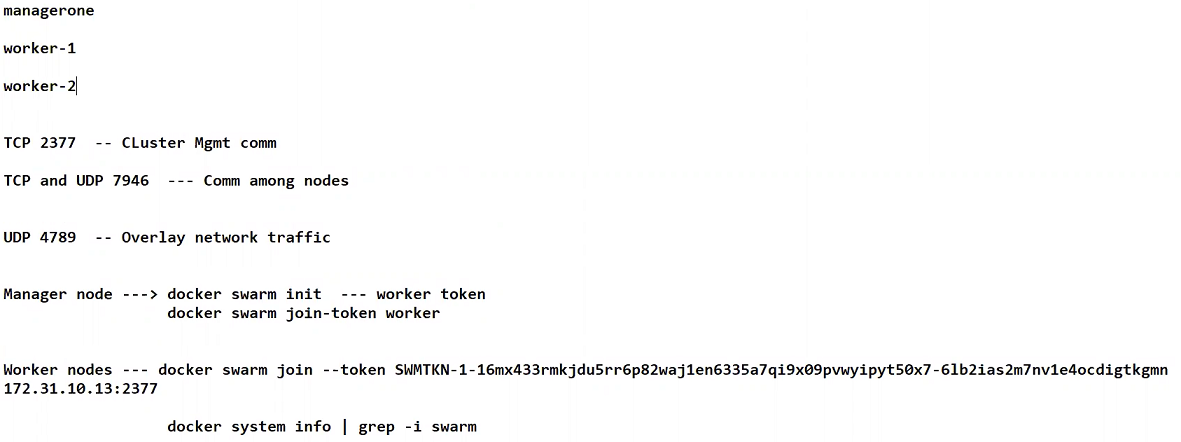 managerone
worker-1
worker-2
TCP 2377  -- CLuster Mgmt comm
TCP and UDP 7946  --- Comm among nodes
UDP 4789  -- Overlay network traffic
Manager node ---> docker swarm init  --- worker token
docker swarm join-token worker
Worker nodes --- docker swarm join --token SWMTKN-1-16mx433rmkjdu5rr6p82waj1en6335a7qi9x09pvwyipyt50x7-6lb2ias2m7nv1e4ocdigtkgmn
172.31.10.13:2377
docker system info | grep -i swarm